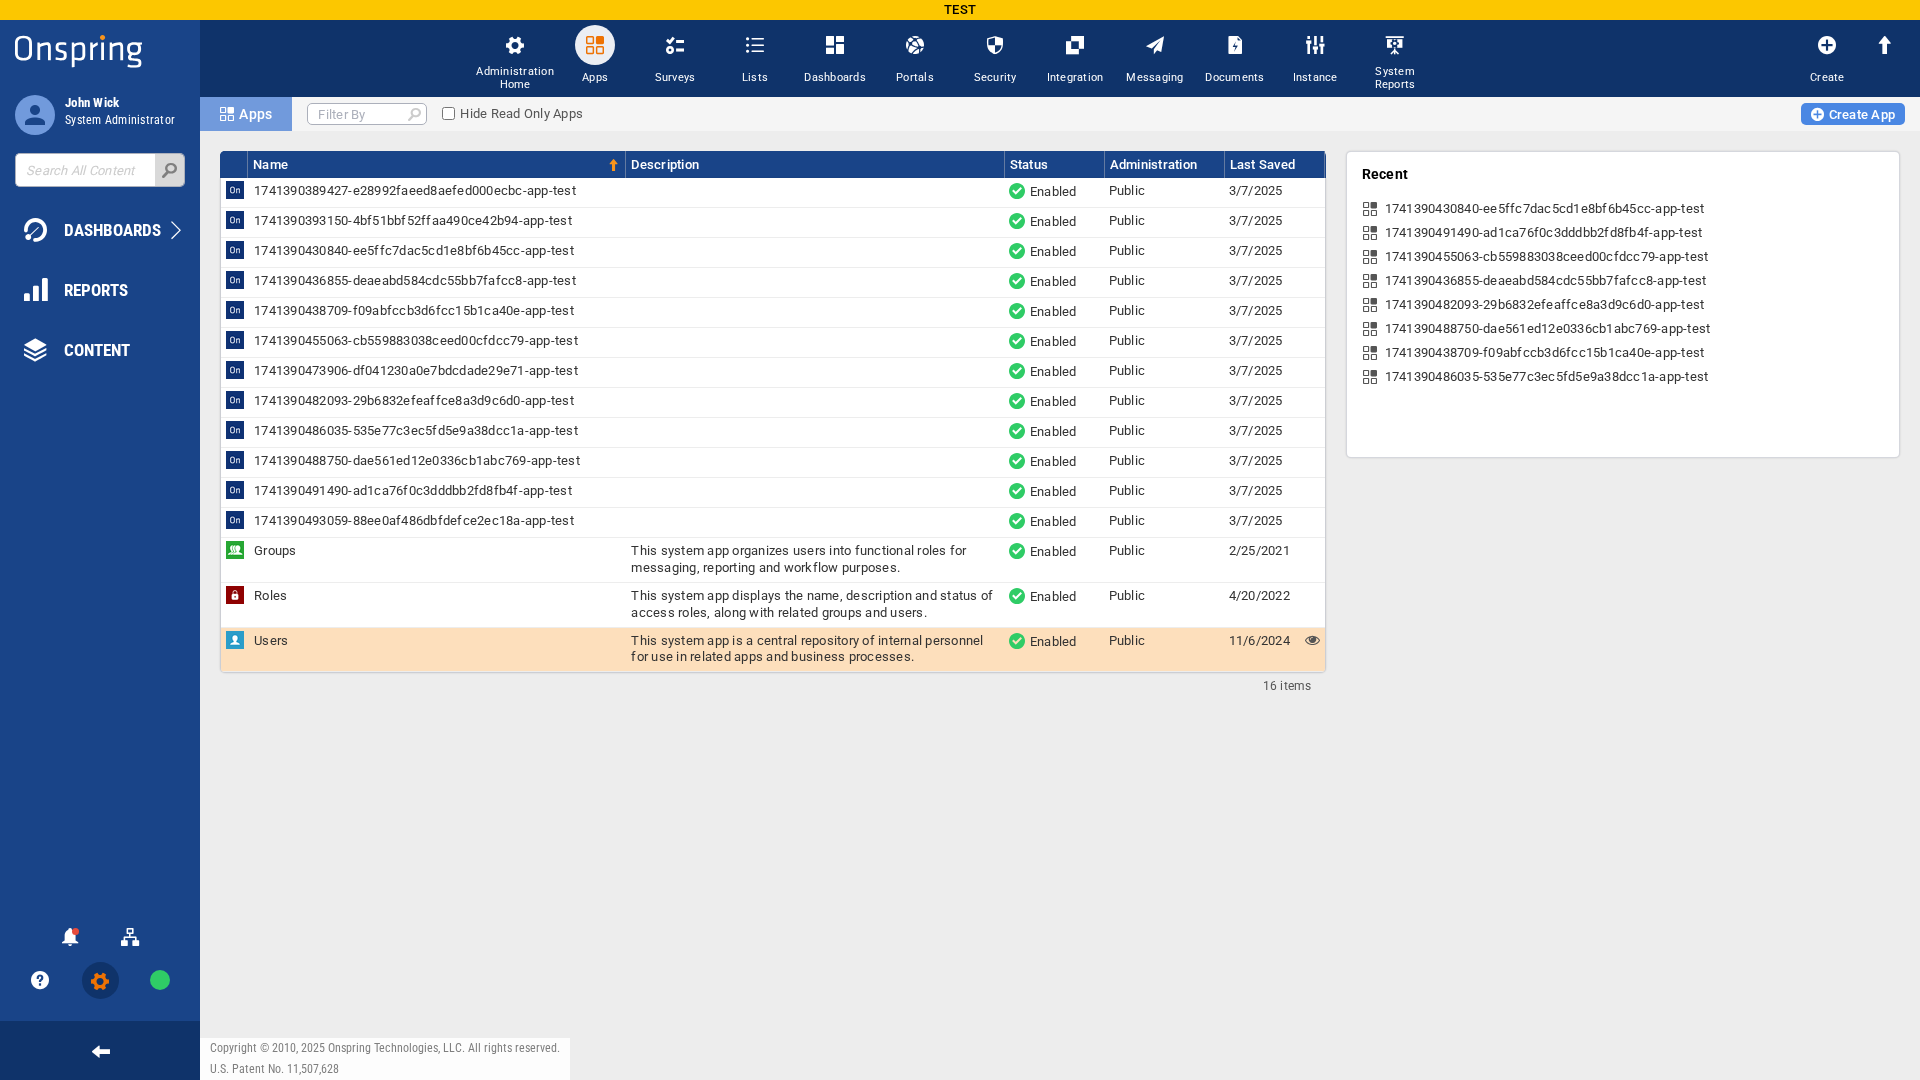 TEST
Onspring
John Wick
System Administrator
Search All Content
DASHBOARDS
REPORTS
CONTENT
Administration Home
Apps
Surveys
Lists
Dashboards
Portals
Security
Integration
Messaging
Documents
Instance
System Reports
Create
Apps
Filter By
Hide Read Only Apps
Create App
Name Description Status Administration Last Saved
On 1741390389427-e28992faeed8aefed000ecbc-app-test Enabled Public 3/7/2025
On 1741390393150-4bf51bbf52ffaa490ce42b94-app-test Enabled Public 3/7/2025
On 1741390430840-ee5ffc7dac5cd1e8bf6b45cc-app-test Enabled Public 3/7/2025
On 1741390436855-deaeabd584cdc55bb7fafcc8-app-test Enabled Public 3/7/2025
On 1741390438709-f09abfccb3d6fcc15b1ca40e-app-test Enabled Public 3/7/2025
On 1741390455063-cb559883038ceed00cfdcc79-app-test Enabled Public 3/7/2025
On 1741390473906-df041230a0e7bdcdade29e71-app-test Enabled Public 3/7/2025
On 1741390482093-29b6832efeaffce8a3d9c6d0-app-test Enabled Public 3/7/2025
On 1741390486035-535e77c3ec5fd5e9a38dcc1a-app-test Enabled Public 3/7/2025
On 1741390488750-dae561ed12e0336cb1abc769-app-test Enabled Public 3/7/2025
On 1741390491490-ad1ca76f0c3dddbb2fd8fb4f-app-test Enabled Public 3/7/2025
On 1741390493059-88ee0af486dbfdefce2ec18a-app-test Enabled Public 3/7/2025
Groups This system app organizes users into functional roles for Enabled Public 2/25/2021
messaging, reporting and workflow purposes.
Roles This system app displays the name, description and status of Enabled Public 4/20/2022
access roles, along with related groups and users.
Users This system app is a central repository of internal personnel Enabled Public 11/6/2024
for use in related apps and business processes.
16 items
Recent
1741390430840-ee5ffc7dac5cd1e8bf6b45cc-app-test
1741390491490-ad1ca76f0c3dddbb2fd8fb4f-app-test
1741390455063-cb559883038ceed00cfdcc79-app-test
1741390436855-deaeabd584cdc55bb7fafcc8-app-test
1741390482093-29b6832efeaffce8a3d9c6d0-app-test
1741390488750-dae561ed12e0336cb1abc769-app-test
1741390438709-f09abfccb3d6fcc15b1ca40e-app-test
1741390486035-535e77c3ec5fd5e9a38dcc1a-app-test
Copyright © 2010, 2025 Onspring Technologies, LLC. All rights reserved.
U.S. Patent No. 11,507,628